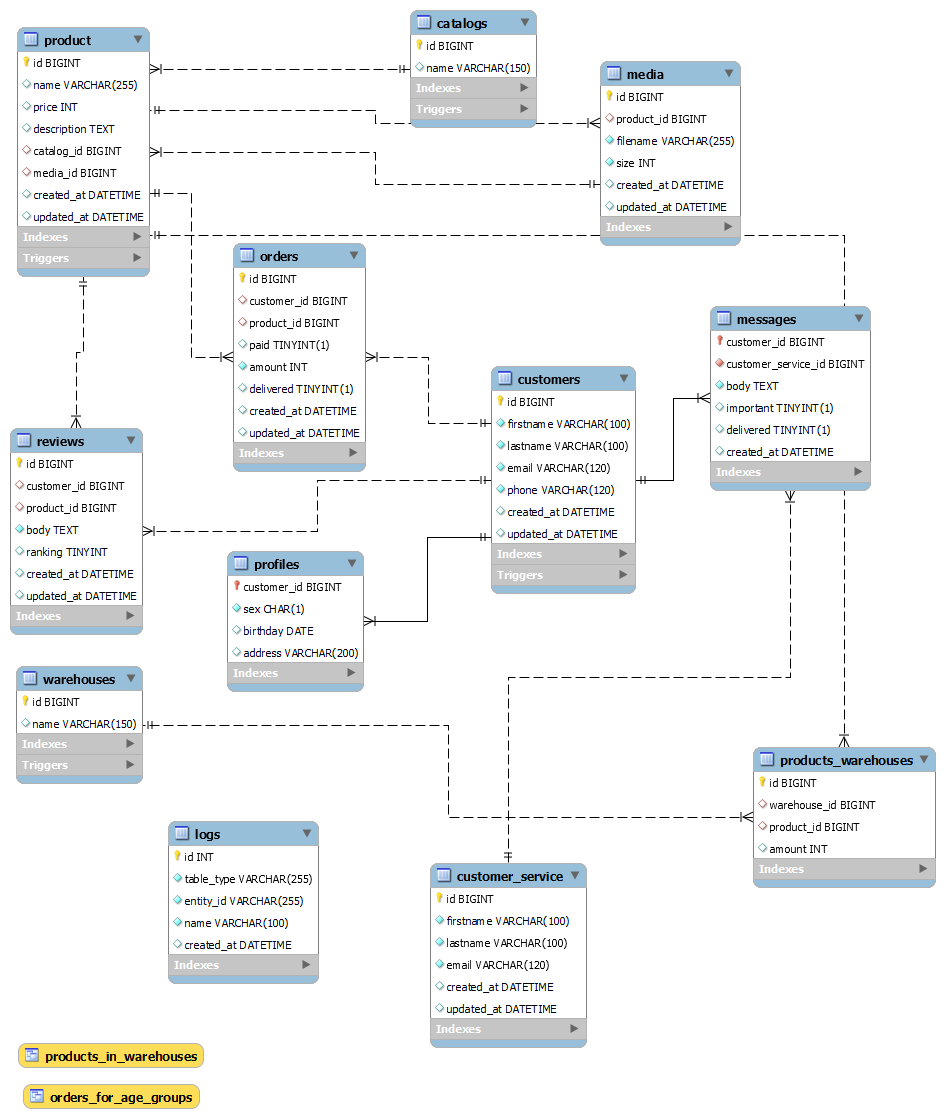 product
id BIGINT
name VARCHAR(255)
price INT
description TEXT
catalog_id BIGINT
media_id BIGINT
created_at DATETIME
updated_at DATETIME
Indexes
Triggers
catalogs
id BIGINT
name VARCHAR(150)
Indexes
Triggers
media
id BIGINT
product_id BIGINT
filename VARCHAR(255)
size INT
created_at DATETIME
updated_at DATETIME
Indexes
orders
id BIGINT
customer_id BIGINT
product_id BIGINT
paid TINYINT(1)
amount INT
delivered TINYINT(1)
created_at DATETIME
updated_at DATETIME
Indexes
messages
customer_id BIGINT
customer_service_id BIGINT
body TEXT
important TINYINT(1)
delivered TINYINT(1)
created_at DATETIME
Indexes
customers
id BIGINT
firstname VARCHAR(100)
lastname VARCHAR(100)
email VARCHAR(120)
phone VARCHAR(120)
created_at DATETIME
updated_at DATETIME
Indexes
Triggers
reviews
id BIGINT
customer_id BIGINT
product_id BIGINT
body TEXT
ranking TINYINT
created_at DATETIME
updated_at DATETIME
Indexes
profiles
customer_id BIGINT
sex CHAR(1)
birthday DATE
address VARCHAR(200)
Indexes
warehouses
id BIGINT
name VARCHAR(150)
Indexes
Triggers
products_warehouses
id BIGINT
warehouse_id BIGINT
product_id BIGINT
amount INT
Indexes
logs
id INT
table_type VARCHAR(255)
entity_id VARCHAR(255)
name VARCHAR(100)
created_at DATETIME
Indexes
customer_service
id BIGINT
firstname VARCHAR(100)
lastname VARCHAR(100)
email VARCHAR(120)
created_at DATETIME
updated_at DATETIME
Indexes
products_in_warehouses
orders_for_age_groups